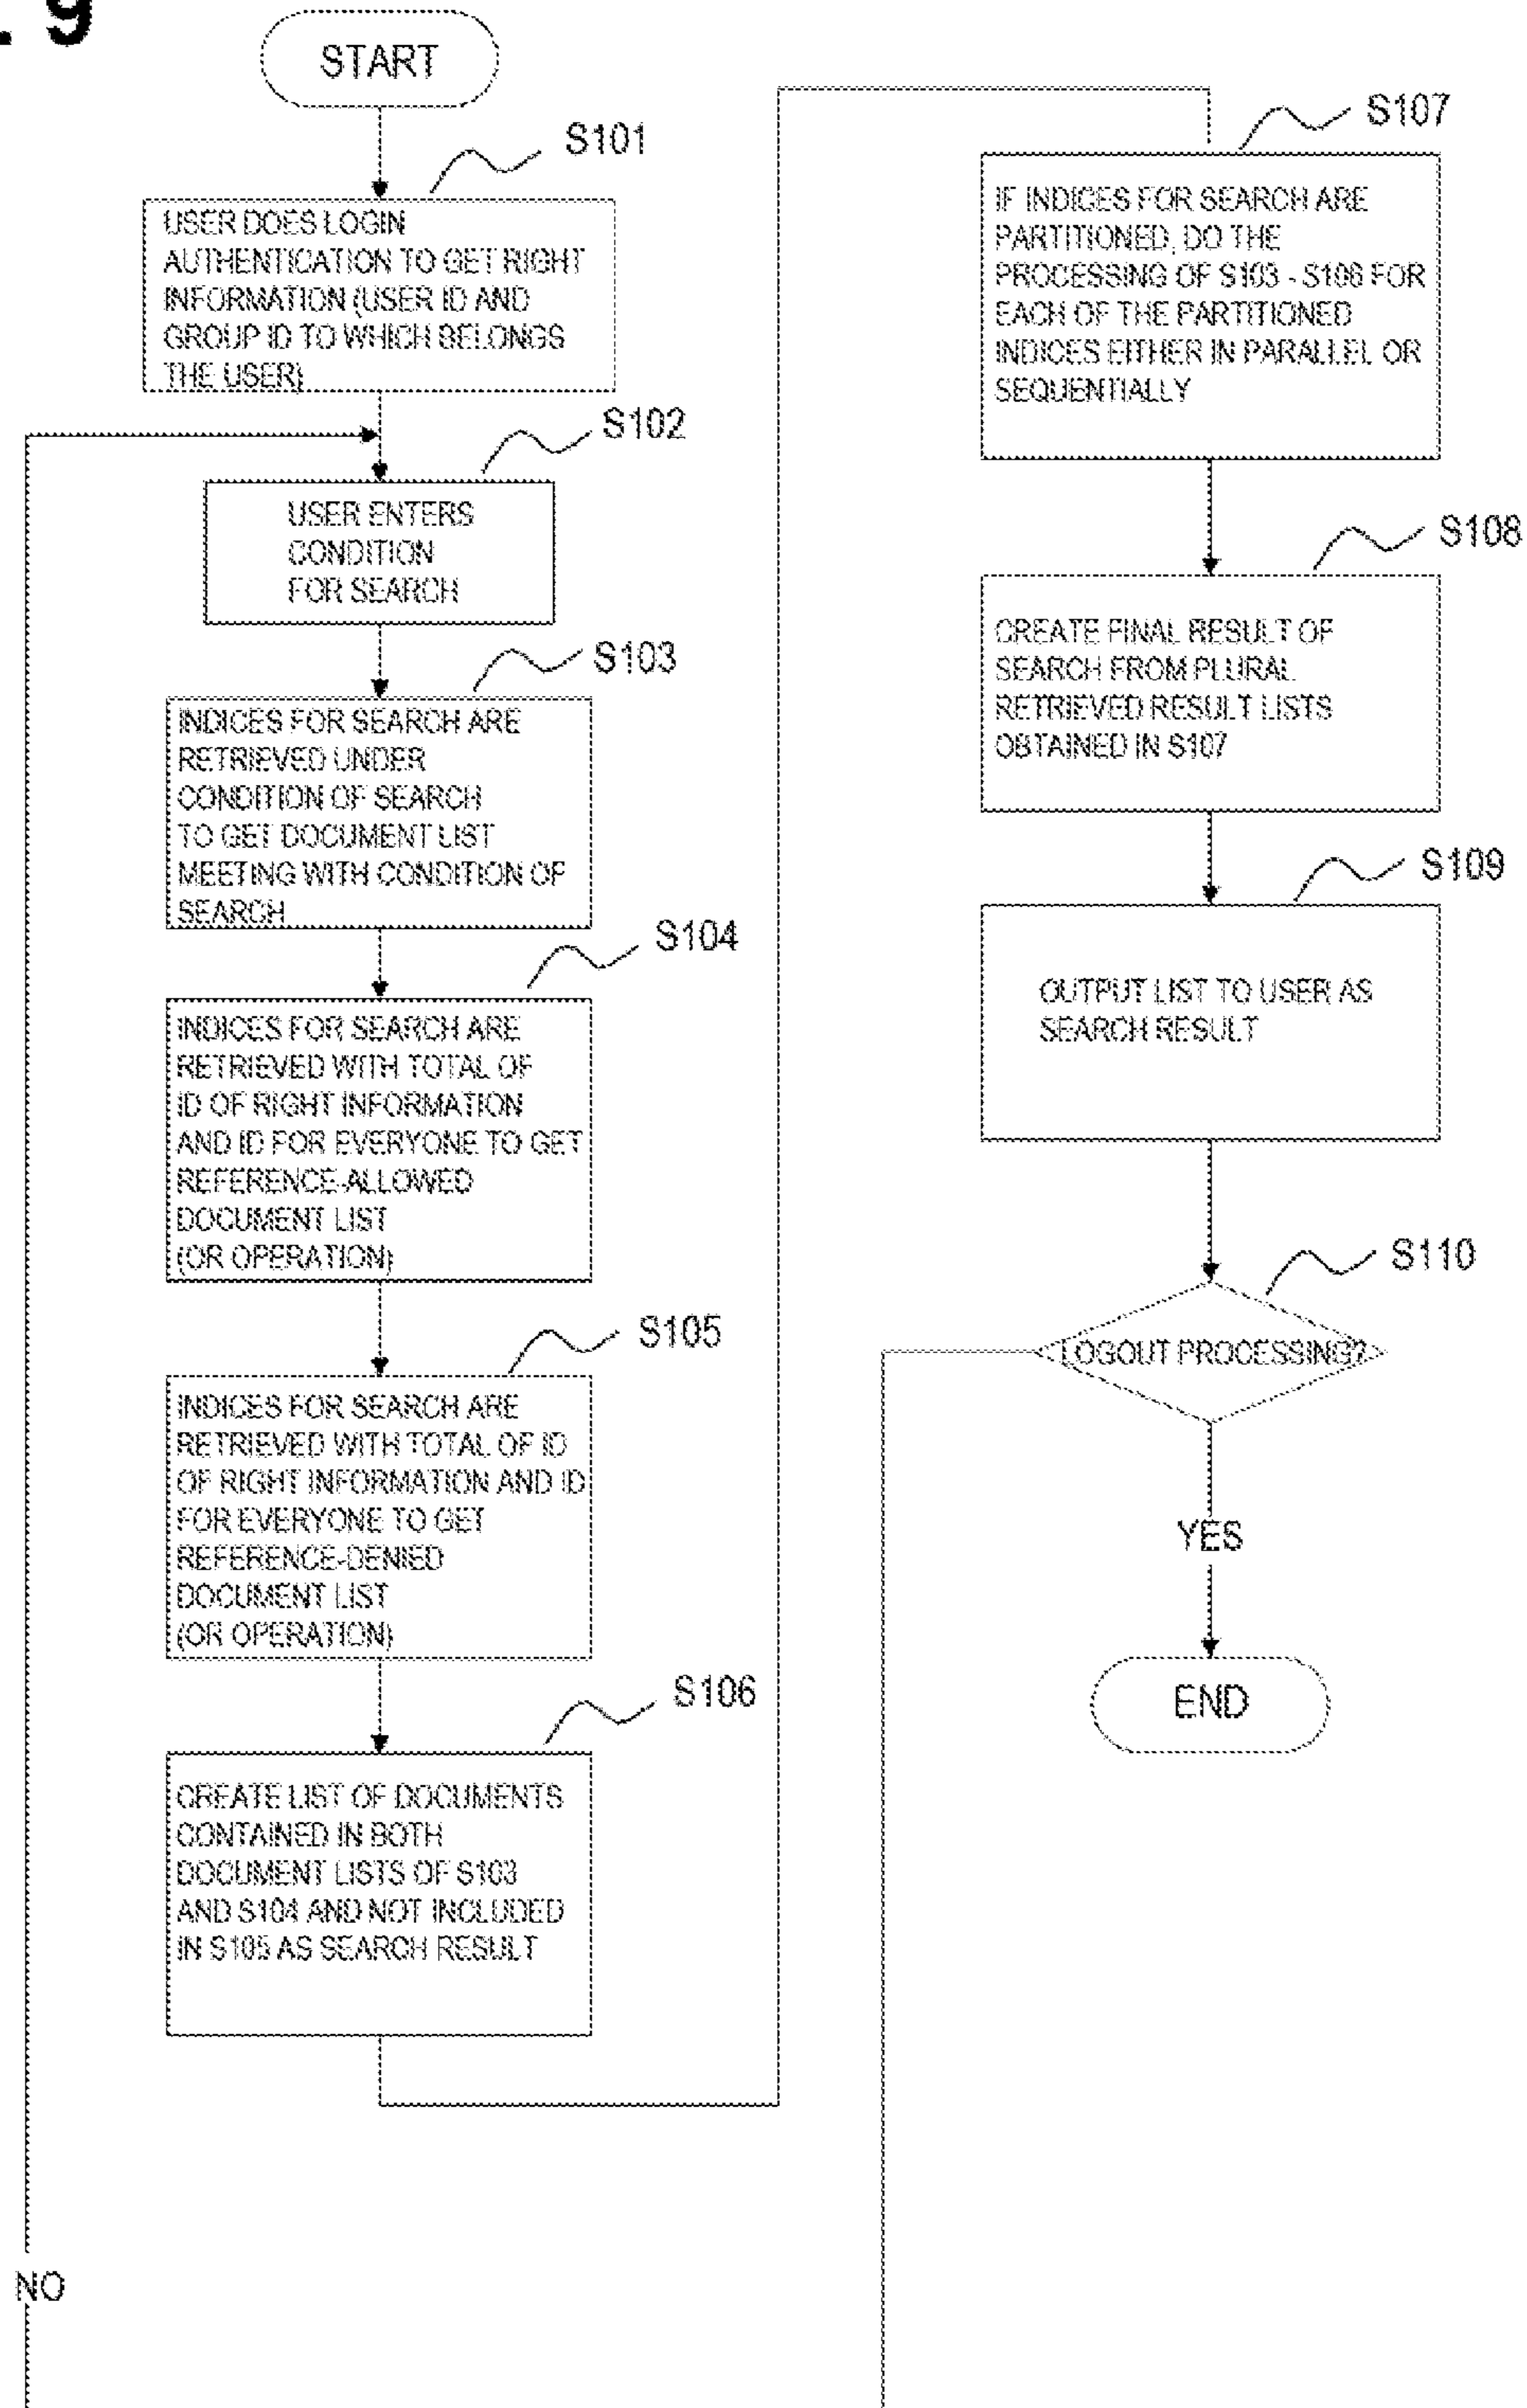 . 9
START
S101
USER DOES LOGIN
AUTHENTICATION TO GET RIGHT
INFORMATION (USER ID AND
GROUP ID TO WHICH BELONGS
THE USER)
S102
USER ENTERS
CONDITION
FOR SEARCH
S103
INDICES FOR SEARCH ARE
RETRIEVED UNDER
CONDITION OF SEARCH
TO GET DOCUMENT LIST
MEETING WITH CONDITION OF
SEARCH
S104
INDICES FOR SEARCH ARE
RETRIEVED WITH TOTAL OF
ID OF RIGHT INFORMATION
AND ID FOR EVERYONE TO GET
REFERENCE-ALLOWED
DOCUMENT LIST
(OR OPERATION)
S105
INDICES FOR SEARCH ARE
RETRIEVED WITH TOTAL OF ID
OF RIGHT INFORMATION AND ID
FOR EVERYONE TO GET
REFERENCE-DENIED
DOCUMENT LIST
(OR OPERATION)
S106
CREATE LIST OF DOCUMENTS
CONTAINED IN BOTH
DOCUMENT LISTS OF S103
AND S104 AND NOT INCLUDED
IN S105 AS SEARCH RESULT
NO
S107
IF INDICES FOR SEARCH ARE
PARTITIONED, DO THE
PROCESSING OF S103 - S106 FOR
EACH OF THE PARTITIONED
INDICES EITHER IN PARALLEL OR
SEQUENTIALLY
S108
CREATE FINAL RESULT OF
SEARCH FROM PLURAL
RETRIEVED RESULT LISTS
OBTAINED IN S107
S109
OUTPUT LIST TO USER AS
SEARCH RESULT
S110
LOGOUT PROCESSING?
YES
END